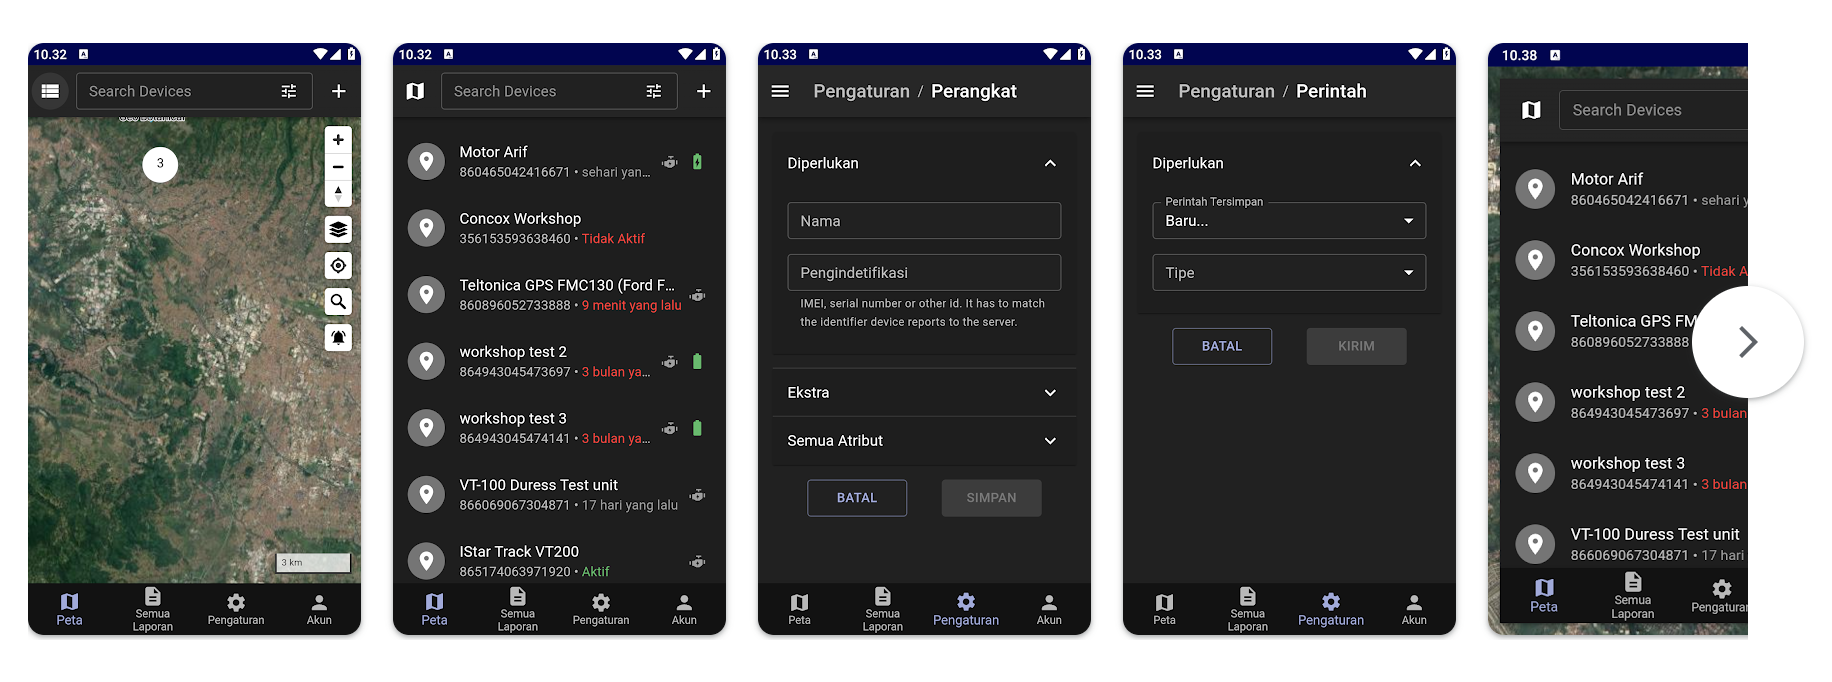 10.32
Search Devices
3
3 km
Peta
Semua
Laporan
Pengaturan
Akun
10.32
Search Devices
Motor Arif
860465042416671 • sehari yan...
Concox Workshop
356153593638460 • Tidak Aktif
Teltonica GPS FMC130 (Ford F...
860896052733888 • 9 menit yang lalu
workshop test 2
864943045473697 • 3 bulan ya...
workshop test 3
864943045474141 • 3 bulan ya...
VT-100 Duress Test unit
866069067304871 • 17 hari yang lalu
IStar Track VT200
865174063971920 • Aktif
Peta
Semua
Laporan
Pengaturan
Akun
10.33
Pengaturan / Perangkat
Diperlukan
Nama
Pengindetifikasi
IMEI, serial number or other id. It has to match
the identifier device reports to the server.
Ekstra
Semua Atribut
BATAL
SIMPAN
Peta
Semua
Laporan
Pengaturan
Akun
10.33
Pengaturan / Perintah
Diperlukan
Perintah Tersimpan
Baru...
Tipe
BATAL
KIRIM
Peta
Semua
Laporan
Pengaturan
Akun
10.38
Search Devices
Motor Arif
860465042416671 • sehari y
Concox Workshop
356153593638460 • Tidak A
Teltonica GPS FM
860896052733888
workshop test 2
864943045473697 • 3 bulan
workshop test 3
864943045474141 • 3 bulan
VT-100 Duress Test unit
866069067304871 • 17 hari
Peta
Semua
Laporan
Pengaturan